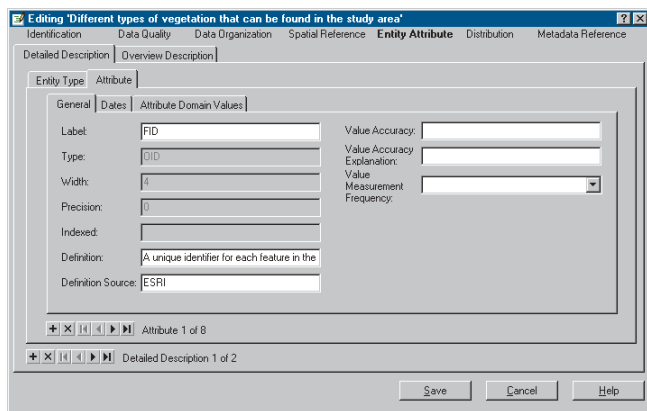 Editing 'Different types of vegetation that can be found in the study area'
Identification Data Quality Data Organization Spatial Reference Entity Attribute Distribution Metadata Reference
Detailed Description Overview Description
Entity Type Attribute
General Dates Attribute Domain Values
Label: FID
Type: OID
Width: 4
Precision: 0
Indexed:
Definition: A unique identifier for each feature in the
Definition Source: ESRI
Value Accuracy:
Value Accuracy
Explanation:
Value
Measurement
Frequency:
Attribute 1 of 8
Detailed Description 1 of 2
Save Cancel Help